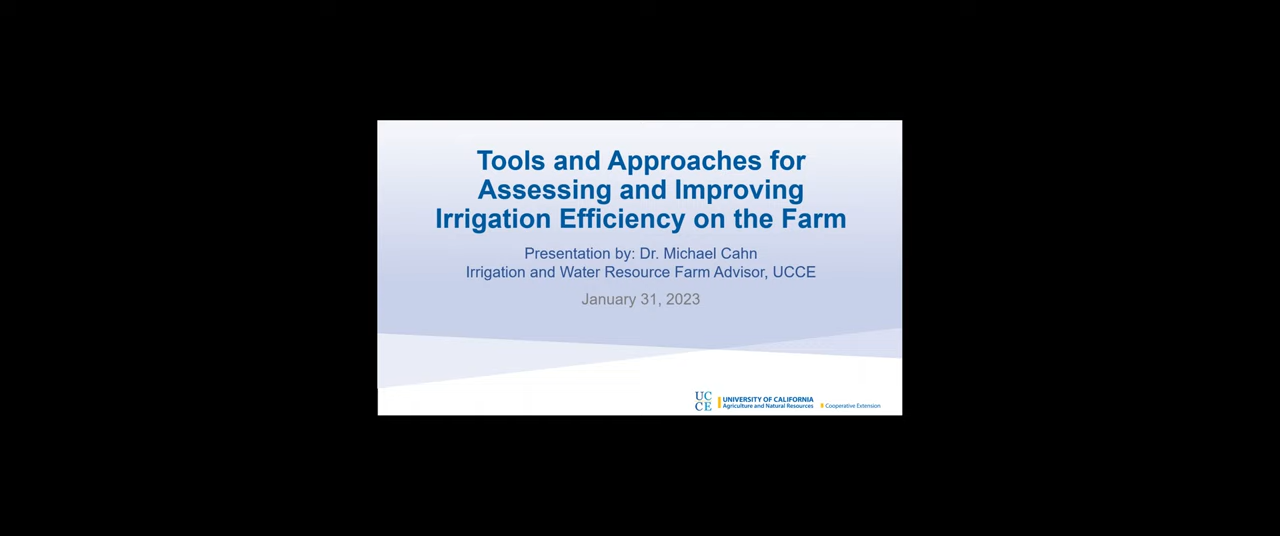 Tools and Approaches for
Assessing and Improving
Irrigation Efficiency on the Farm
Presentation by: Dr. Michael Cahn
Irrigation and Water Resource Farm Advisor, UCCE
January 31, 2023
UC
CE
UNIVERSITY OF CALIFORNIA
Agriculture and Natural Resources
Cooperative Extension